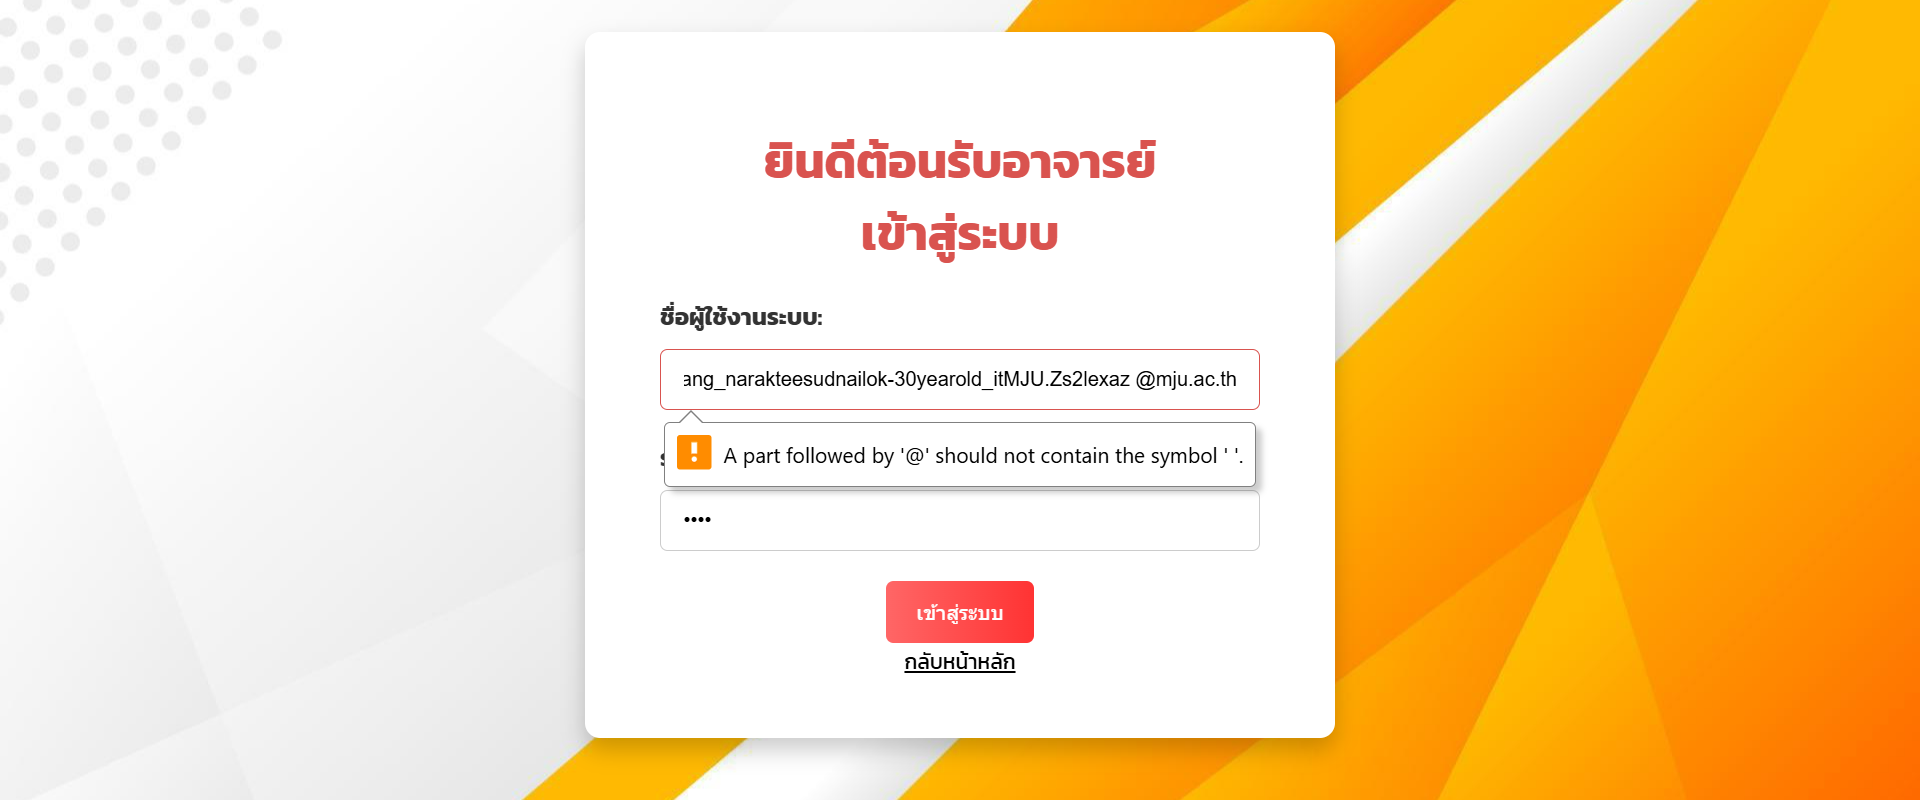 ยินดีต้อนรับอาจารย์
เข้าสู่ระบบ
ชื่อผู้ใช้งานระบบ:
ang_narakteesudnailok-30yearold_itMJU.Zs2lexaz @mju.ac.th
A part followed by '@' should not contain the symbol ' '.
••••
เข้าสู่ระบบ
กลับหน้าหลัก